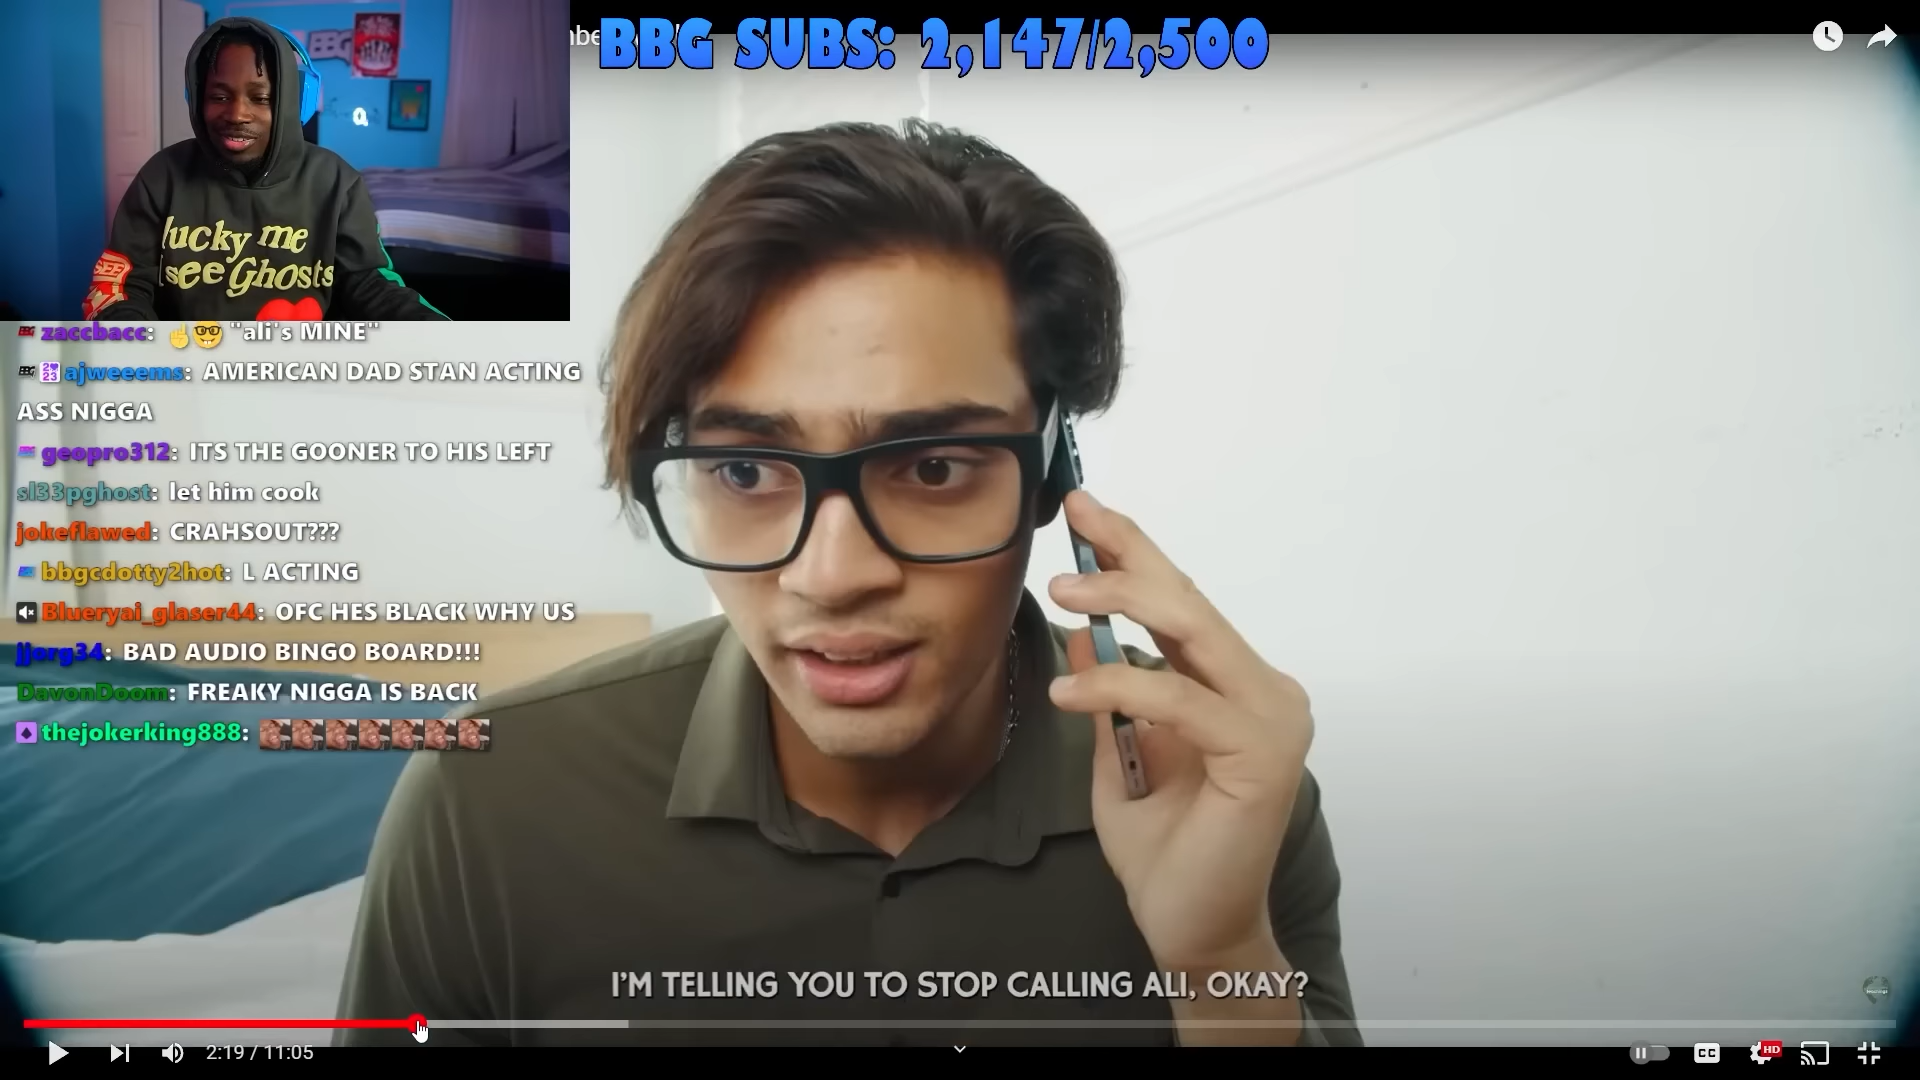 BBG SUBS: 2,147/2,500
lucky me
I see Ghosts
zaccbacc: "ali's MINE"
ajweeems: AMERICAN DAD STAN ACTING
ASS NIGGA
geopro312: ITS THE GOONER TO HIS LEFT
sl33pghost: let him cook
jokeflawed: CRAHSOUT???
bbgcdotty2hot: L ACTING
Blueryai_glaser44: OFC HES BLACK WHY US
jjorg34: BAD AUDIO BINGO BOARD!!!
DavonDoom: FREAKY NIGGA IS BACK
thejokerking888:
I'M TELLING YOU TO STOP CALLING ALI, OKAY?
2:19 / 11:05
CC
HD